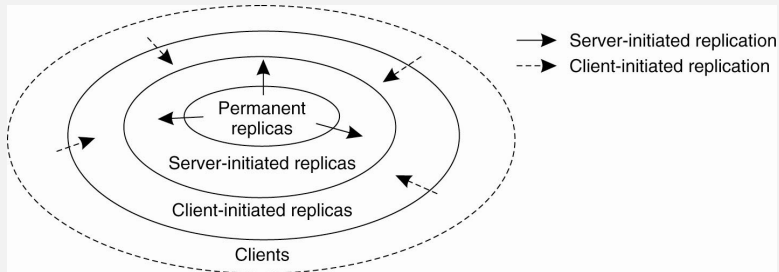 Server-initiated replication
Client-initiated replication
Permanent
replicas
Server-initiated replicas
Client-initiated replicas
Clients